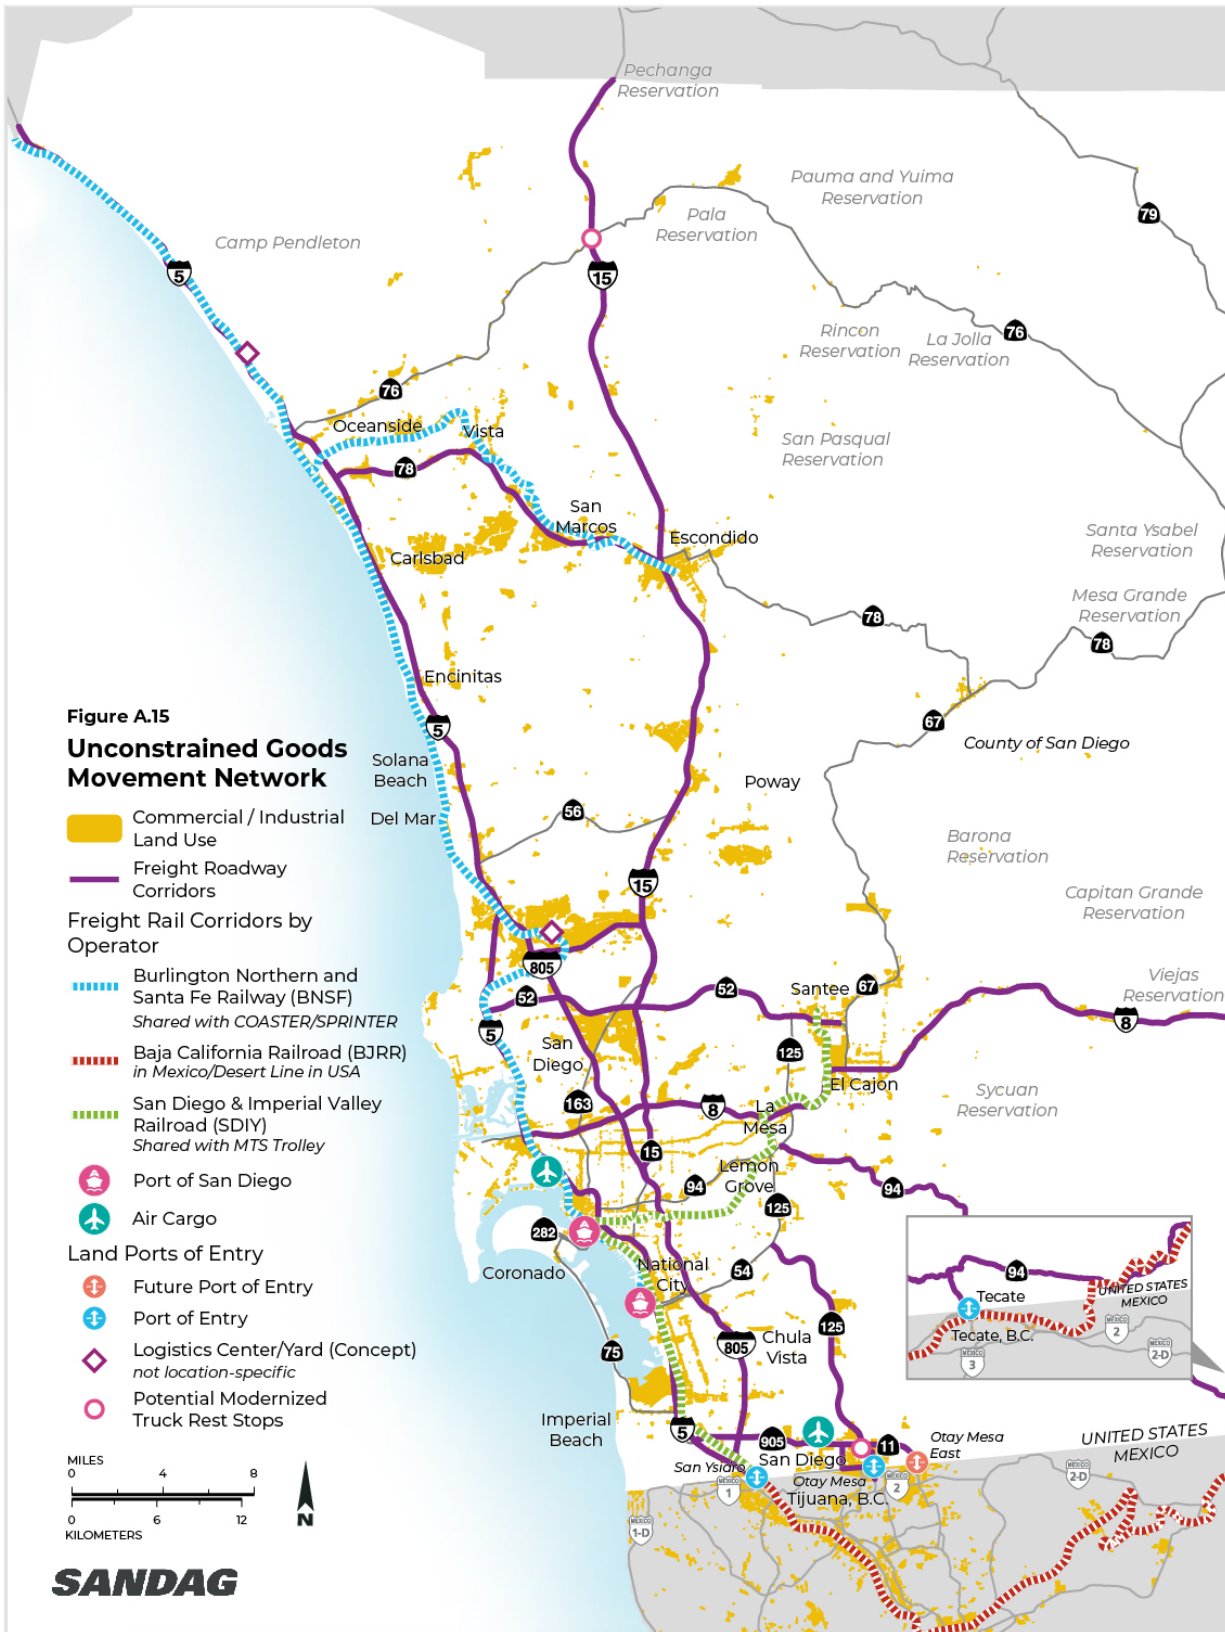 Pechanga
Reservation
Pauma and Yuima
Reservation
79
Pala
Reservation
Camp Pendleton
5
15
Rincon
Reservation
La Jolla
Reservation
76
76
Oceanside
Vista
San Pasqual
Reservation
78
San
Marcos
Escondido
Santa Ysabel
Reservation
Carlsbad
Mesa Grande
Reservation
78
78
Encinitas
67
County of San Diego
5
Solana
Beach
Poway
56
Del Mar
Barona
Reservation
15
Capitan Grande
Reservation
805
Viejas
Reservation
52
52
Santee
67
8
5
San
Diego
125
El Cajon
Sycuan
Reservation
163
8
La
Mesa
15
Lemon
Grove
94
94
125
282
Coronado
National
City
54
125
Chula
Vista
805
75
Imperial
Beach
5
905
San Diego
11
Otay Mesa
East
San Ysidro
Otay Mesa
Tijuana, B.C.
UNITED STATES
MEXICO
MEXICO
1
MEXICO
2
MEXICO
2-D
MEXICO
1-D
94
UNITED STATES
MEXICO
Tecate
Tecate, B.C.
MEXICO
2
MEXICO
2-D
MEXICO
3
Figure A.15
Unconstrained Goods
Movement Network
Commercial / Industrial
Land Use
Freight Roadway
Corridors
Freight Rail Corridors by
Operator
Burlington Northern and
Santa Fe Railway (BNSF)
Shared with COASTER/SPRINTER
Baja California Railroad (BJRR)
in Mexico/Desert Line in USA
San Diego & Imperial Valley
Railroad (SDIY)
Shared with MTS Trolley
Port of San Diego
Air Cargo
Land Ports of Entry
Future Port of Entry
Port of Entry
Logistics Center/Yard (Concept)
not location-specific
Potential Modernized
Truck Rest Stops
MILES
0 4 8
0 6 12
KILOMETERS
N
SANDAG